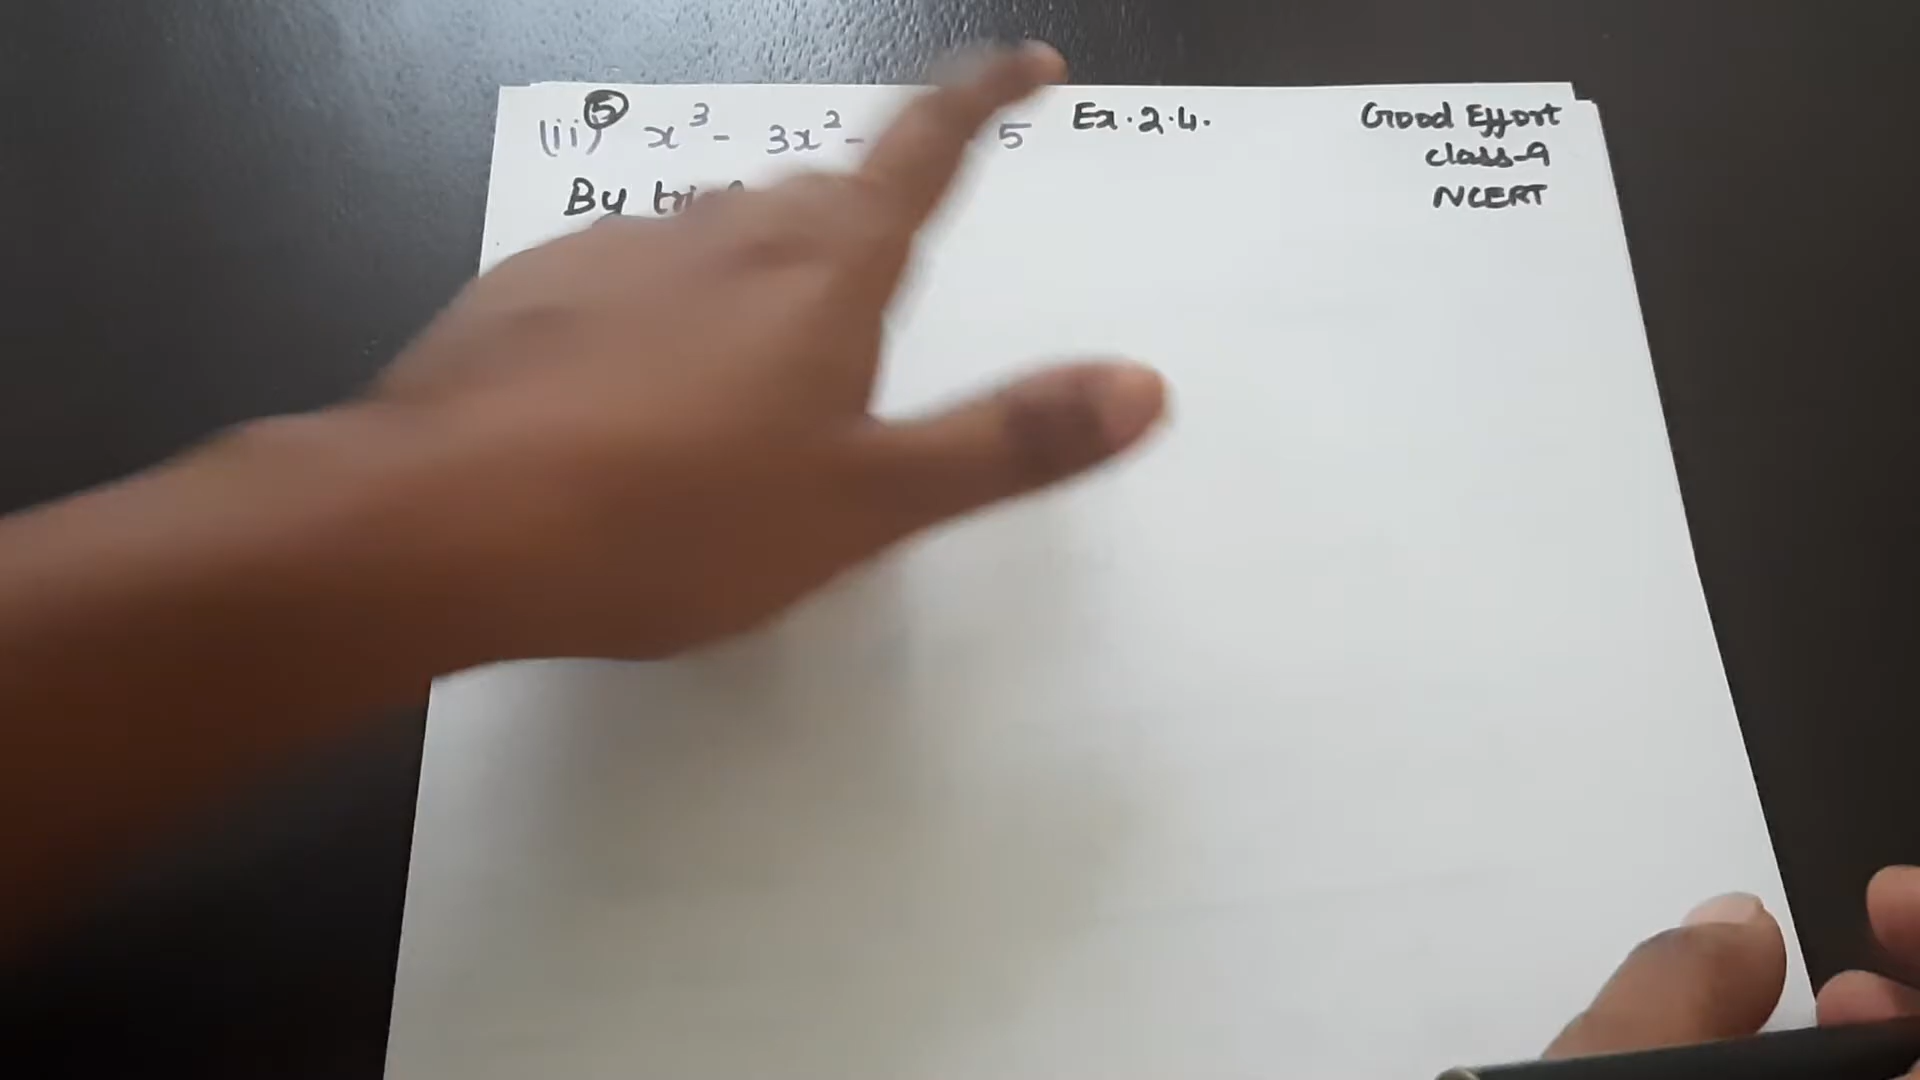 (ii) ⑤ x³ - 3x² - 5 Ex.2.4.
By
Good Effort
class-9
NCERT